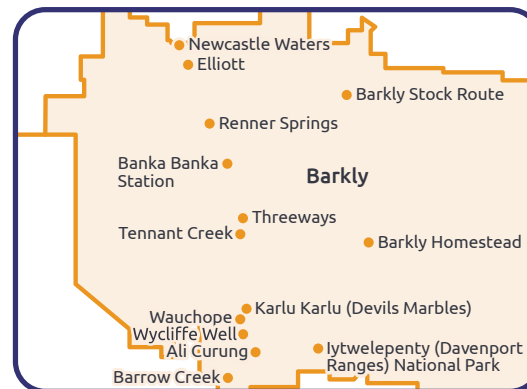 Newcastle Waters
Elliott
Barkly Stock Route
Renner Springs
Banka Banka
Station
Barkly
Threeways
Tennant Creek
Barkly Homestead
Karlu Karlu (Devils Marbles)
Wauchope
Wycliffe Well
Ali Curung
Iytwelepenty (Davenport
Ranges) National Park
Barrow Creek